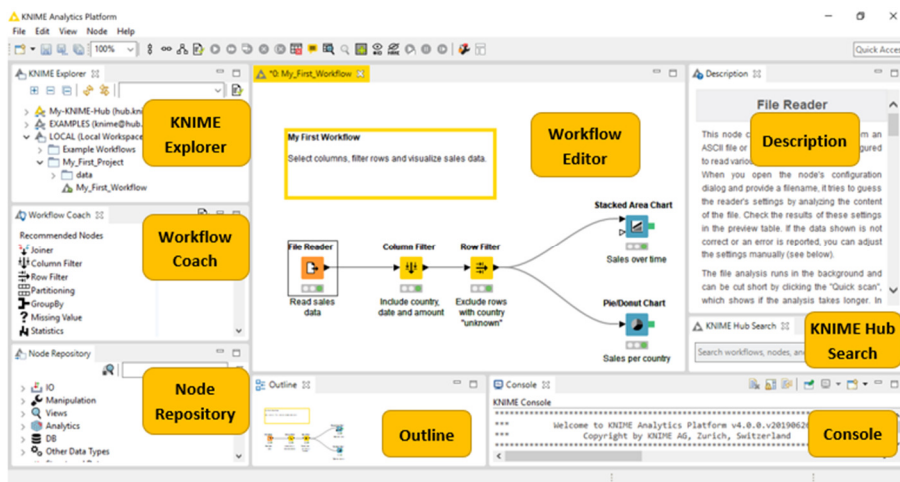 KNIME Analytics Platform
File Edit View Node Help
100%
Quick Acces
KNIME Explorer
My-KNIME-Hub (hub.kn
EXAMPLES (knime@hub.
LOCAL (Local Workspace
Example Workflows
My_First_Project
data
My_First_Workflow
KNIME
Explorer
Workflow Coach
Recommended Nodes
Joiner
Column Filter
Row Filter
Partitioning
GroupBy
Missing Value
Statistics
Workflow
Coach
Node Repository
IO
Manipulation
Views
Analytics
DB
Other Data Types
Node
Repository
*0: My_First_Workflow
My First Workflow
Select columns, filter rows and visualize sales data.
Workflow
Editor
File Reader
Read sales
data
Column Filter
Include country,
date and amount
Row Filter
Exclude rows
with country
"unknown"
Stacked Area Chart
Sales over time
Pie/Donut Chart
Sales per country
Outline
Outline
Console
KNIME Console
***********************************
*** Welcome to KNIME Analytics Platform v4.0.0.v2019062
*** Copyright by KNIME AG, Zurich, Switzerland
***********************************
Console
Description
File Reader
This node c om an
ASCII file or gured
to read variou
When you open the node's configuration
dialog and provide a filename, it tries to guess
the reader's settings by analyzing the content
of the file. Check the results of these settings
in the preview table. If the data shown is not
correct or an error is reported, you can adjust
the settings manually (see below).
The file analysis runs in the background and
can be cut short by clicking the "Quick scan",
which shows if the analysis takes longer. In
Description
KNIME Hub Search
Search workflows, nodes, an
KNIME Hub
Search